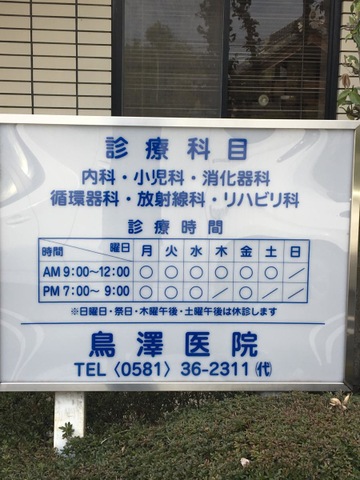 診療科目
内科・小児科・消化器科
循環器科・放射線科・リハビリ科
診療時間
時間 曜日 月 火 水 木 金 土 日
AM 9:00〜12:00 ○ ○ ○ ○ ○ ○ ／
PM 7:00〜 9:00 ○ ○ ○ ／ ○ ／ ／
※日曜日・祭日・木曜午後・土曜午後は休診します
鳥澤医院
TEL〈0581〉36-2311㈹